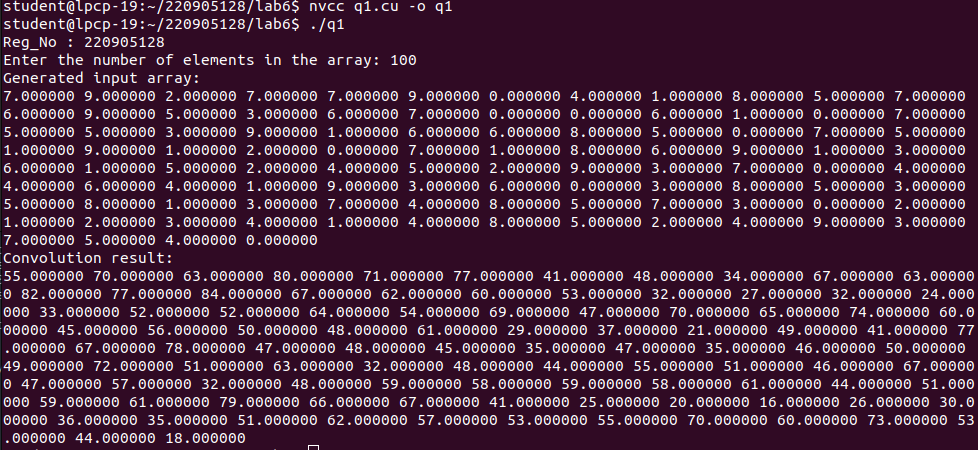 student@lpcp-19:~/220905128/lab6$ nvcc q1.cu -o q1
student@lpcp-19:~/220905128/lab6$ ./q1
Reg_No : 220905128
Enter the number of elements in the array: 100
Generated input array:
7.000000 9.000000 2.000000 7.000000 7.000000 9.000000 0.000000 4.000000 1.000000 8.000000 5.000000 7.000000
6.000000 9.000000 5.000000 3.000000 6.000000 7.000000 0.000000 0.000000 6.000000 1.000000 0.000000 7.000000
5.000000 5.000000 3.000000 9.000000 1.000000 6.000000 6.000000 8.000000 5.000000 0.000000 7.000000 5.000000
1.000000 9.000000 1.000000 2.000000 0.000000 7.000000 1.000000 8.000000 6.000000 9.000000 1.000000 3.000000
6.000000 1.000000 5.000000 2.000000 4.000000 5.000000 2.000000 9.000000 3.000000 7.000000 0.000000 4.000000
4.000000 6.000000 4.000000 1.000000 9.000000 3.000000 6.000000 0.000000 3.000000 8.000000 5.000000 3.000000
5.000000 8.000000 1.000000 3.000000 7.000000 4.000000 8.000000 5.000000 7.000000 3.000000 0.000000 2.000000
1.000000 2.000000 3.000000 4.000000 1.000000 4.000000 8.000000 5.000000 2.000000 4.000000 9.000000 3.000000
7.000000 5.000000 4.000000 0.000000
Convolution result:
55.000000 70.000000 63.000000 80.000000 71.000000 77.000000 41.000000 48.000000 34.000000 67.000000 63.00000
0 82.000000 77.000000 84.000000 67.000000 62.000000 60.000000 53.000000 32.000000 27.000000 32.000000 24.000
000 33.000000 52.000000 52.000000 64.000000 54.000000 69.000000 47.000000 70.000000 65.000000 74.000000 60.0
00000 45.000000 56.000000 50.000000 48.000000 61.000000 29.000000 37.000000 21.000000 49.000000 41.000000 77
.000000 67.000000 78.000000 47.000000 48.000000 45.000000 35.000000 47.000000 35.000000 46.000000 50.000000
49.000000 72.000000 51.000000 63.000000 32.000000 48.000000 44.000000 55.000000 51.000000 46.000000 67.00000
0 47.000000 57.000000 32.000000 48.000000 59.000000 58.000000 59.000000 58.000000 61.000000 44.000000 51.000
000 59.000000 61.000000 79.000000 66.000000 67.000000 41.000000 25.000000 20.000000 16.000000 26.000000 30.0
00000 36.000000 35.000000 51.000000 62.000000 57.000000 53.000000 55.000000 70.000000 60.000000 73.000000 53
.000000 44.000000 18.000000